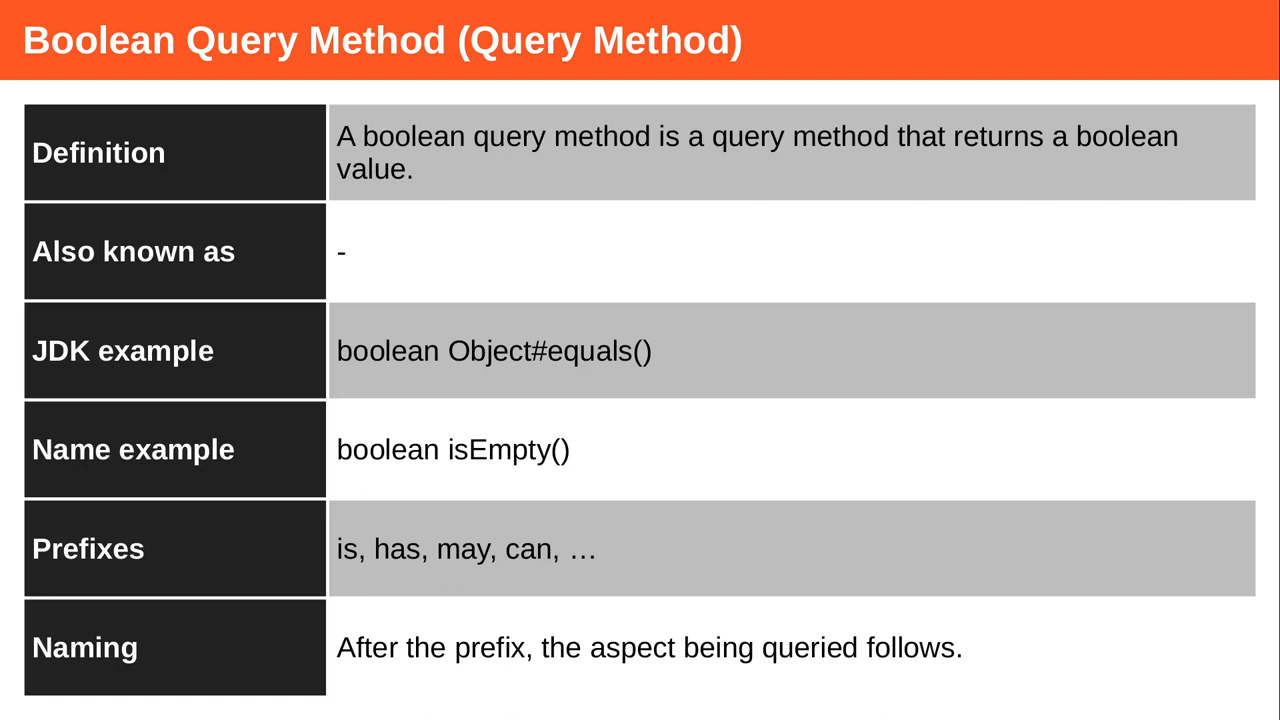 Boolean Query Method (Query Method)
Definition
A boolean query method is a query method that returns a boolean
value.
Also known as
-
JDK example
boolean Object#equals()
Name example
boolean isEmpty()
Prefixes
is, has, may, can, …
Naming
After the prefix, the aspect being queried follows.